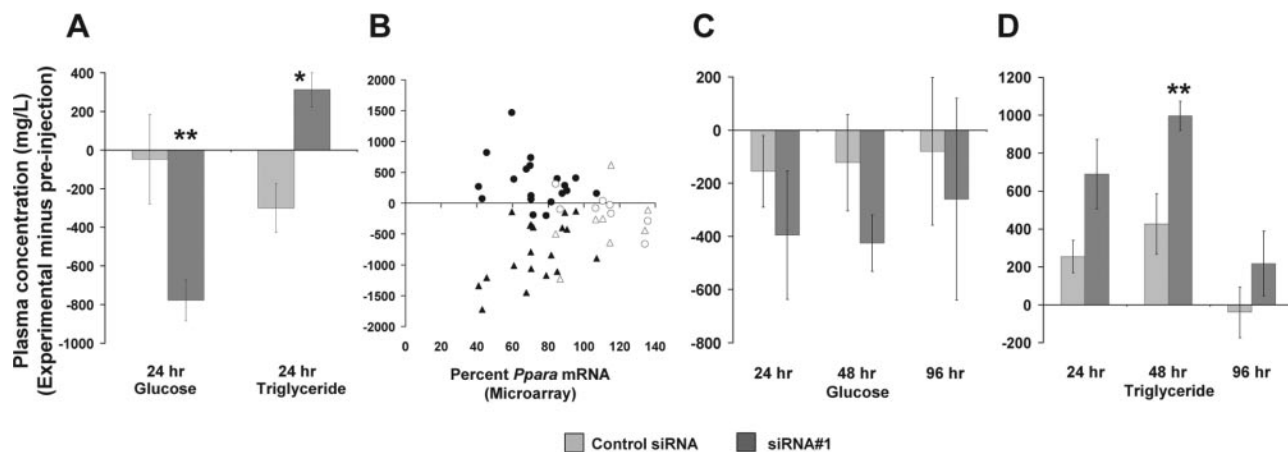 A
B
C
D
Plasma concentration (mg/L)
(Experimental minus pre-injection)
400
200
0
-200
-400
-600
-800
-1000
*
**
24 hr
Glucose
24 hr
Triglyceride
2000
1500
1000
500
0
-500
-1000
-1500
-2000
0 20 40 60 80 100 120 140
Percent Ppara mRNA
(Microarray)
200
0
-200
-400
-600
-800
24 hr 48 hr 96 hr
Glucose
1200
1000
800
600
400
200
0
-200
**
24 hr 48 hr 96 hr
Triglyceride
Control siRNA siRNA#1